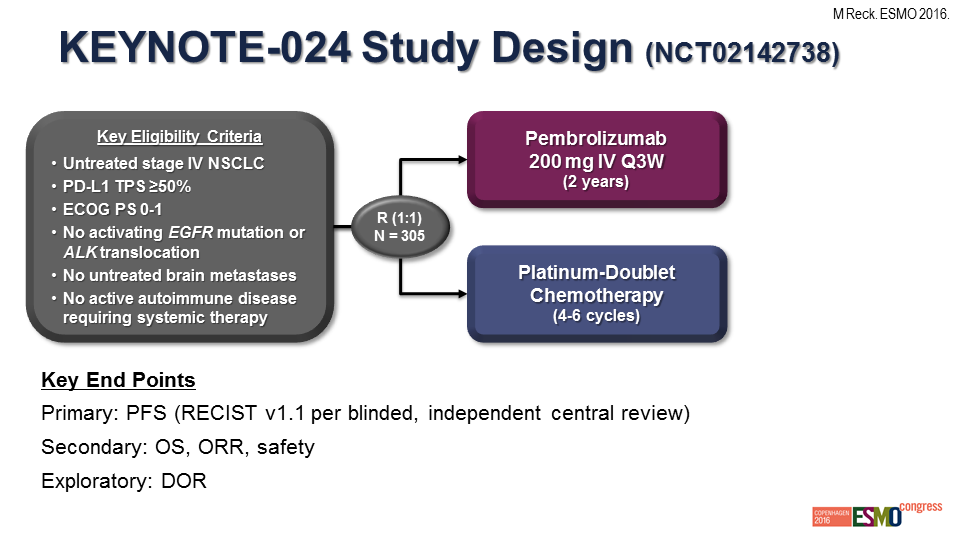 M Reck. ESMO 2016.
KEYNOTE-024 Study Design (NCT02142738)
Key Eligibility Criteria
• Untreated stage IV NSCLC
• PD-L1 TPS ≥50%
• ECOG PS 0-1
• No activating EGFR mutation or
ALK translocation
• No untreated brain metastases
• No active autoimmune disease
requiring systemic therapy
R (1:1)
N = 305
Pembrolizumab
200 mg IV Q3W
(2 years)
Platinum-Doublet
Chemotherapy
(4-6 cycles)
Key End Points
Primary: PFS (RECIST v1.1 per blinded, independent central review)
Secondary: OS, ORR, safety
Exploratory: DOR
COPENHAGEN
2016
ESMO congress